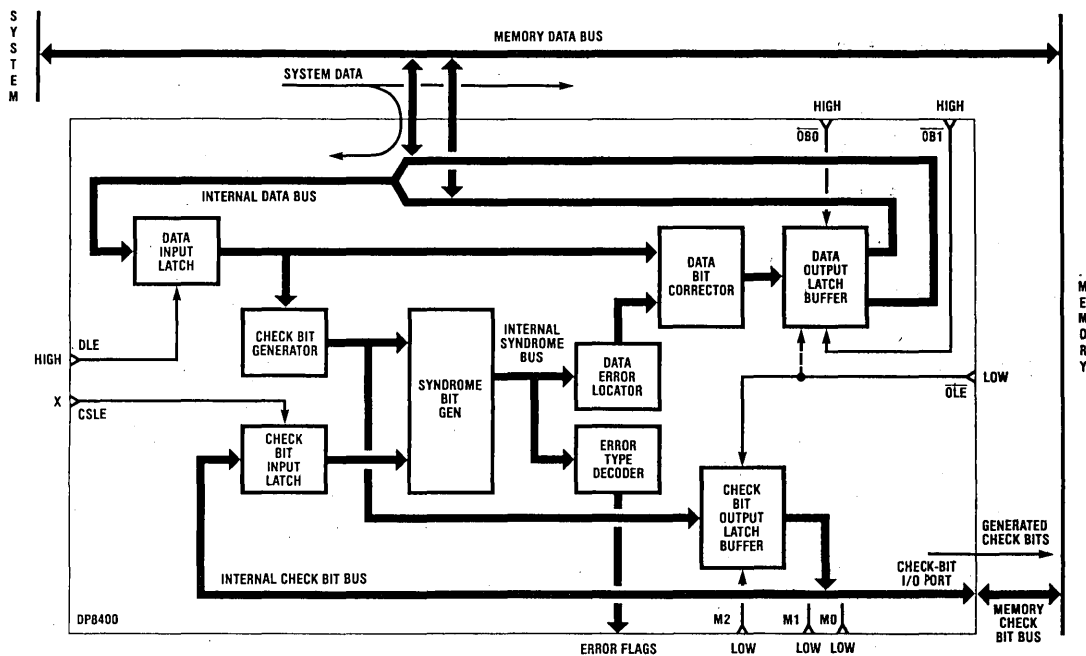 SYSTEM
MEMORY DATA BUS
SYSTEM DATA
HIGH
HIGH
OB0
OB1
INTERNAL DATA BUS
DATA
INPUT
LATCH
DATA
BIT
CORRECTOR
DATA
OUTPUT
LATCH
BUFFER
MEMORY
CHECK BIT
GENERATOR
SYNDROME
BIT
GEN
INTERNAL
SYNDROME
BUS
DATA
ERROR
LOCATOR
HIGH
DLE
X
CSLE
LOW
OLE
CHECK
BIT
INPUT
LATCH
ERROR
TYPE
DECODER
CHECK
BIT
OUTPUT
LATCH
BUFFER
GENERATED
CHECK BITS
INTERNAL CHECK BIT BUS
CHECK-BIT
I/O PORT
DP8400
M2
M1
M0
MEMORY
CHECK
BIT BUS
ERROR FLAGS
LOW
LOW
LOW